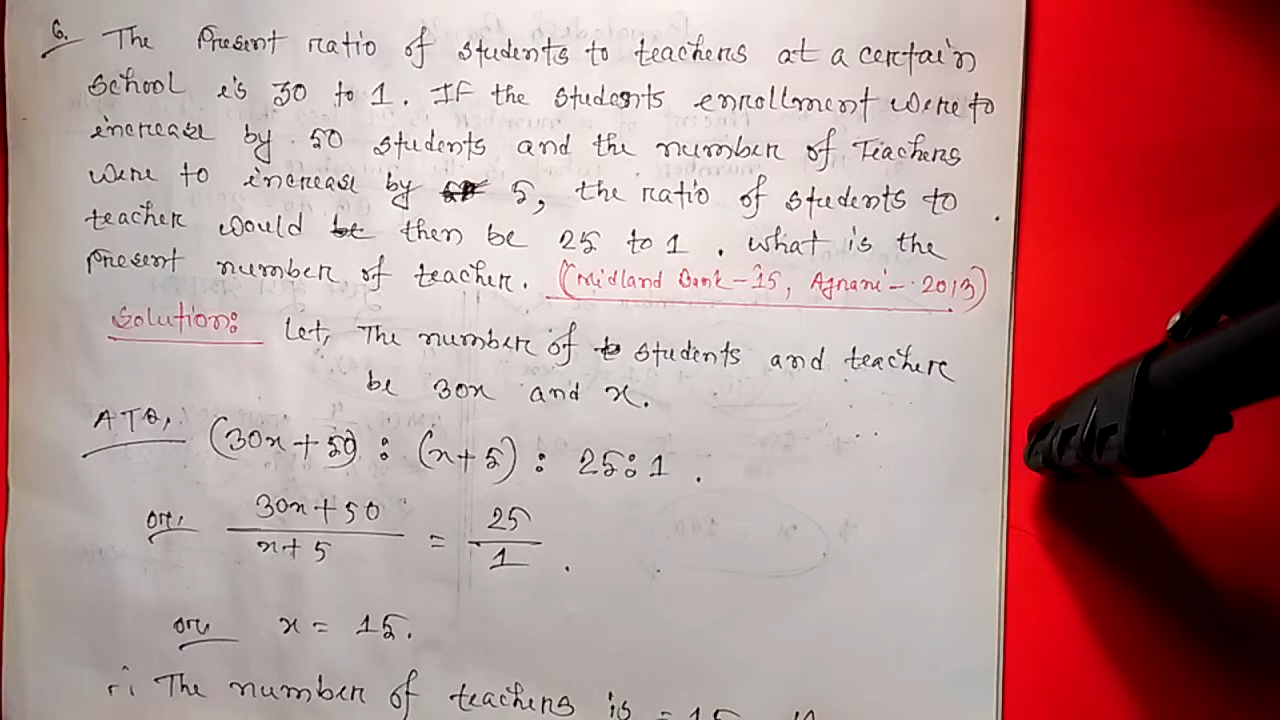 6. The Present ratio of students to teachers at a certain
school is 30 to 1. IF the students enrollment were to
increase by 50 students and the number of Teachers
were to increase by 5, the ratio of students to
teacher would be then be 25 to 1. what is the
present number of teacher. (Midland Bank-15, Agrani-2013)
Solution: Let, The number of students and teacher
be 30x and x.
ATQ, (30x+50) : (x+5) : 25:1.
or, 30x+50 / x+5 = 25 / 1.
or, x = 15.
∴ The number of teachers is = 15